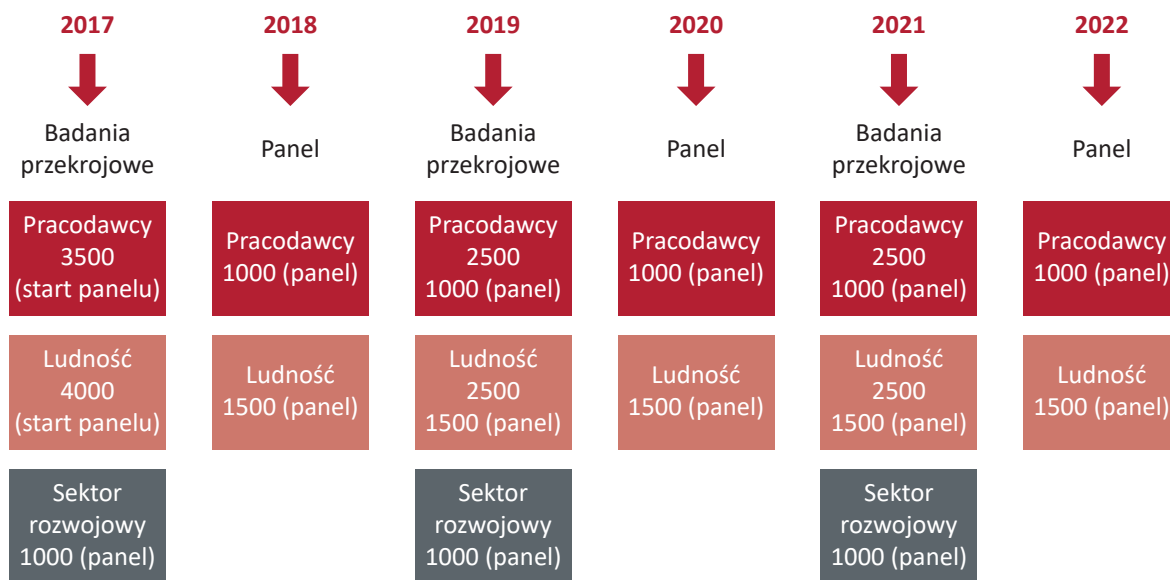 2017
2018
2019
2020
2021
2022
Badania
przekrojowe
Panel
Badania
przekrojowe
Panel
Badania
przekrojowe
Panel
Pracodawcy
3500
(start panelu)
Pracodawcy
1000 (panel)
Pracodawcy
2500
1000 (panel)
Pracodawcy
1000 (panel)
Pracodawcy
2500
1000 (panel)
Pracodawcy
1000 (panel)
Ludność
4000
(start panelu)
Ludność
1500 (panel)
Ludność
2500
1500 (panel)
Ludność
1500 (panel)
Ludność
2500
1500 (panel)
Ludność
1500 (panel)
Sektor
rozwojowy
1000 (panel)
Sektor
rozwojowy
1000 (panel)
Sektor
rozwojowy
1000 (panel)